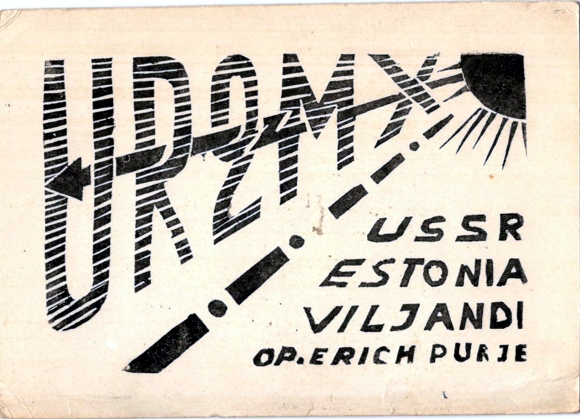 UR2MX
USSR
ESTONIA
VILJANDI
OP. ERICH PURJE